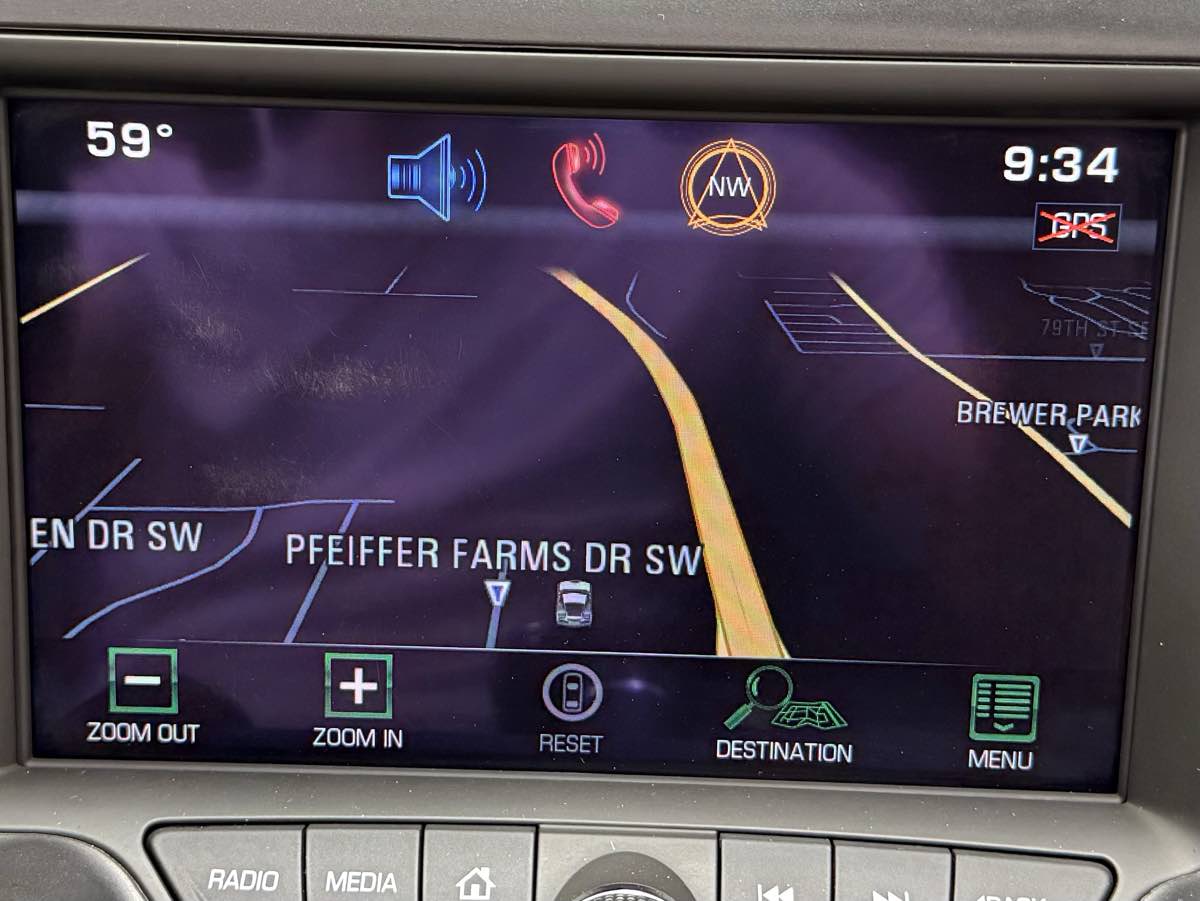 59°
NW
9:34
GPS
79TH ST SE
BREWER PARK
EN DR SW
PFEIFFER FARMS DR SW
ZOOM OUT
ZOOM IN
RESET
DESTINATION
MENU
RADIO
MEDIA
BACK